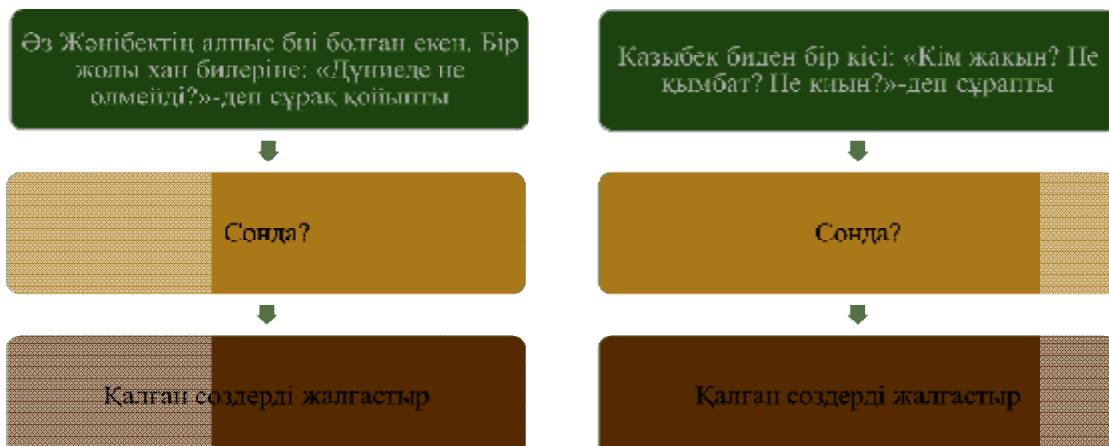 Әз Жәнібектің алпыс биі болған екен. Бір
жолы хан билеріне: «Дүниеде не
өлмейді?»-деп сұрақ қойыпты
Сонда?
Қалған сөздерді жалғастыр
Қазыбек биден бір кісі: «Кім жақын? Не
қымбат? Не қиын?»-деп сұрапты
Сонда?
Қалған сөздерді жалғастыр